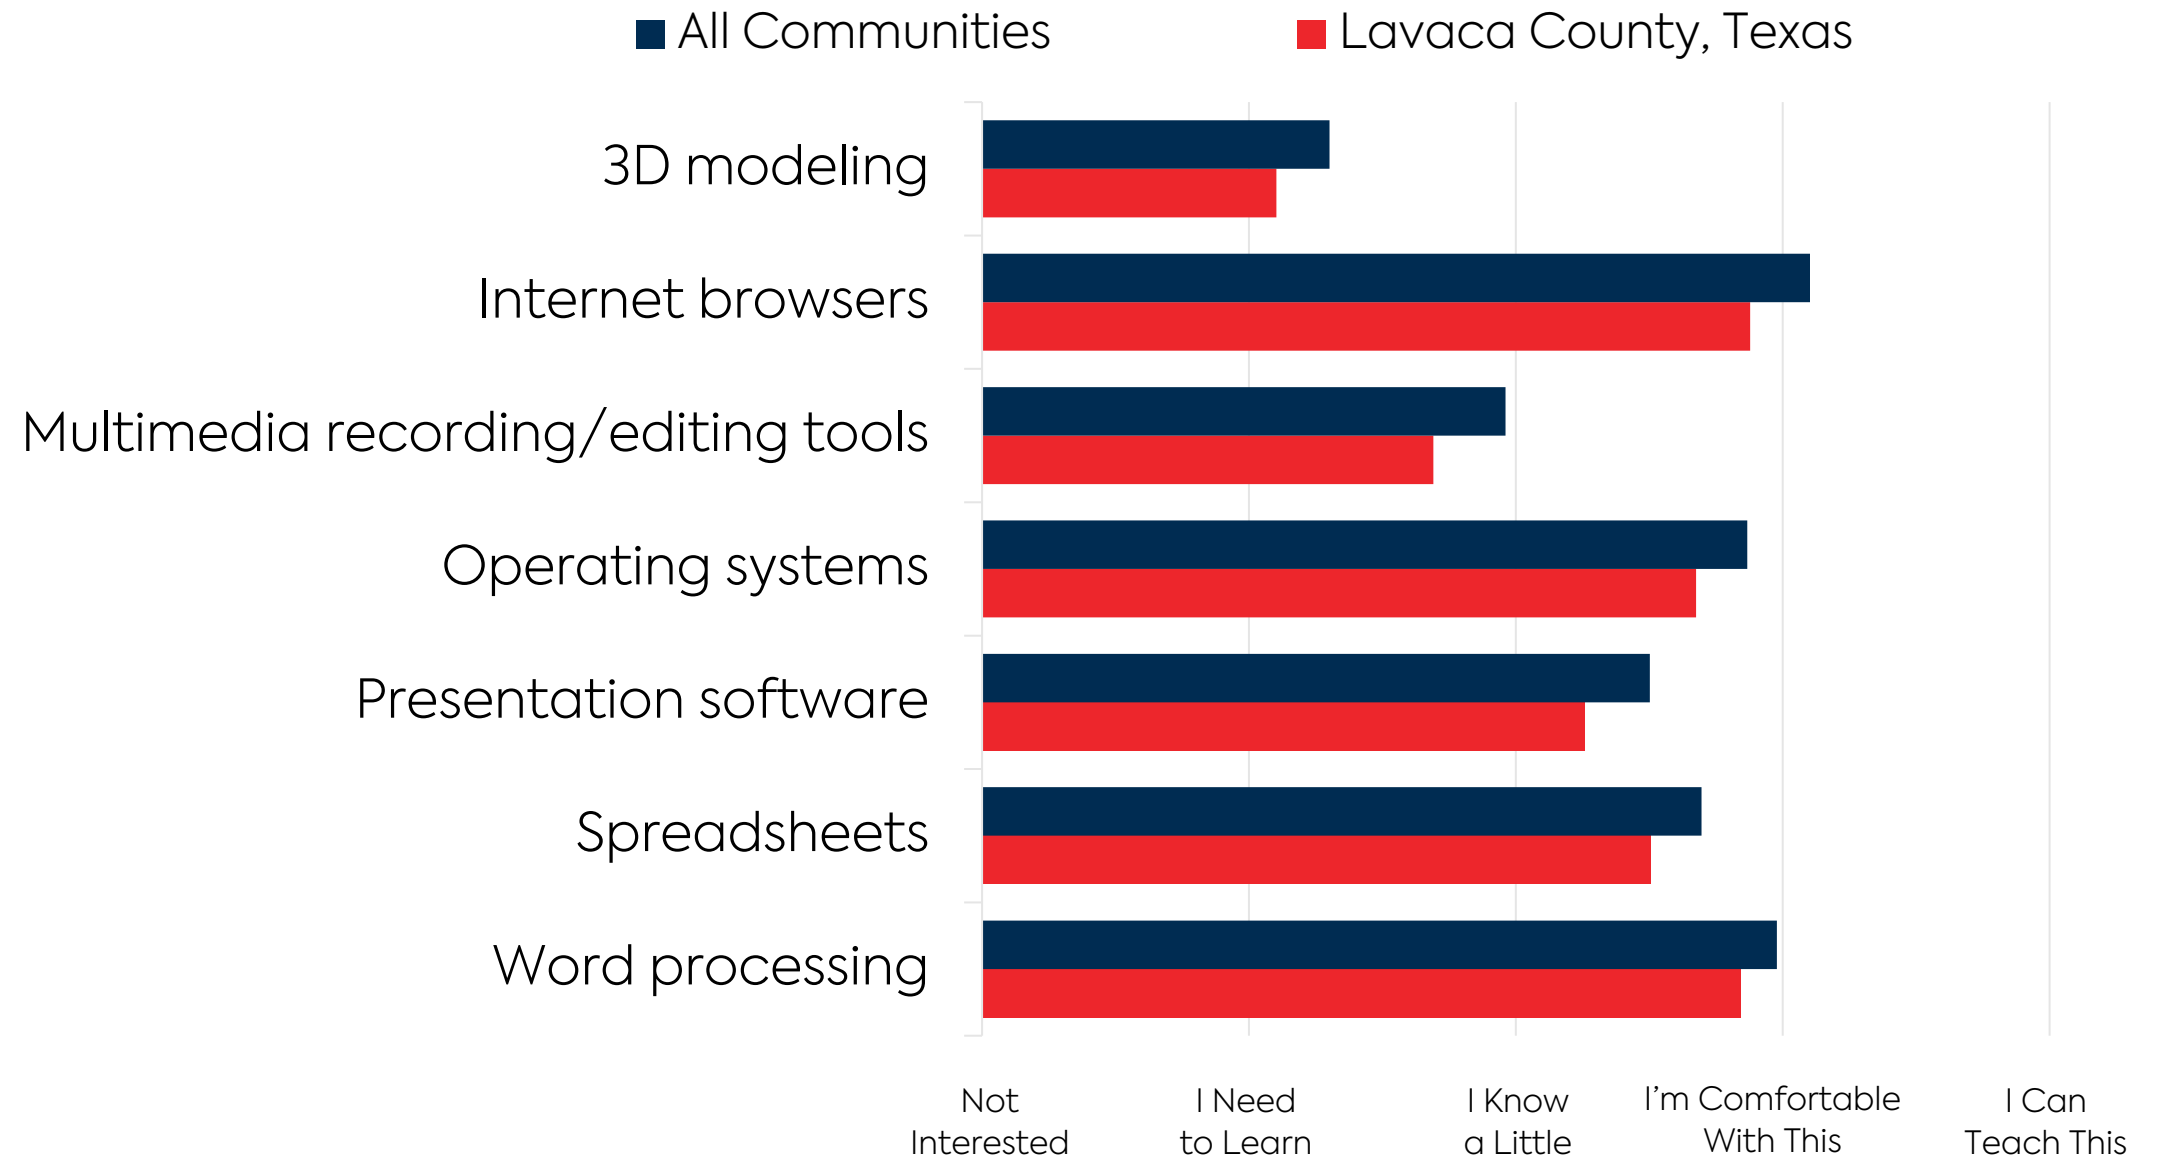 All Communities
Lavaca County, Texas
3D modeling
Internet browsers
Multimedia recording/editing tools
Operating systems
Presentation software
Spreadsheets
Word processing
Not
Interested
I Need
to Learn
I Know
a Little
I’m Comfortable
With This
I Can
Teach This